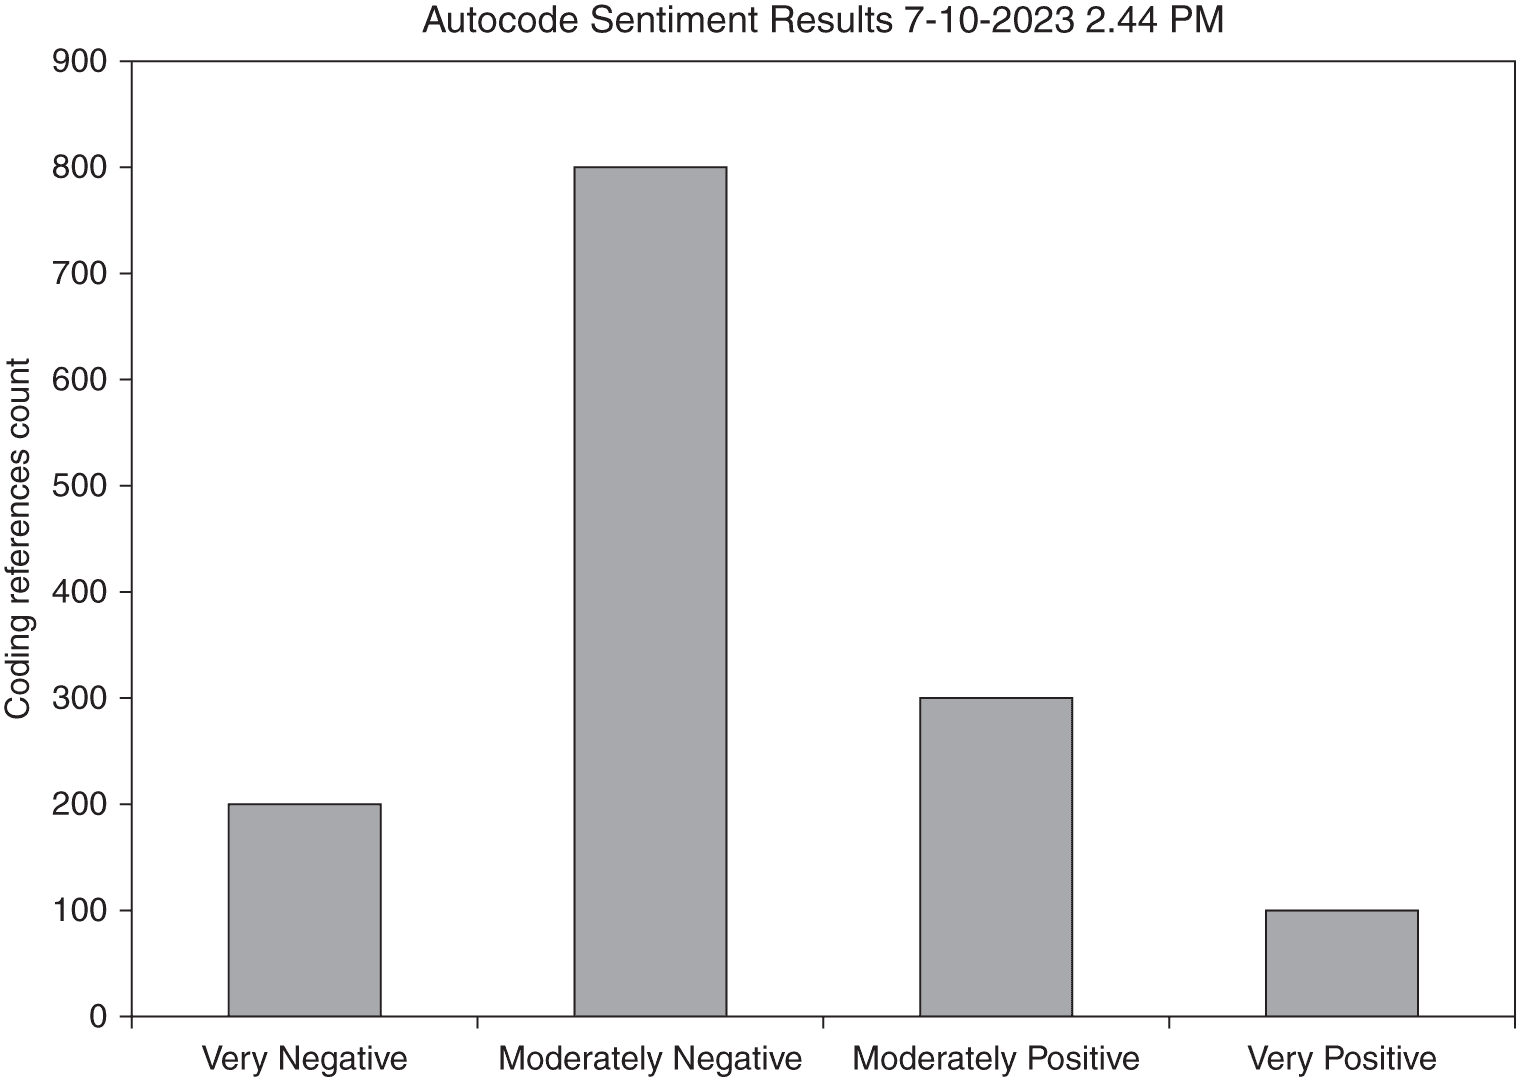 Autocode Sentiment Results 7-10-2023 2.44 PM
900
800
700
600
500
400
300
200
100
0
Coding references count
Very Negative
Moderately Negative
Moderately Positive
Very Positive